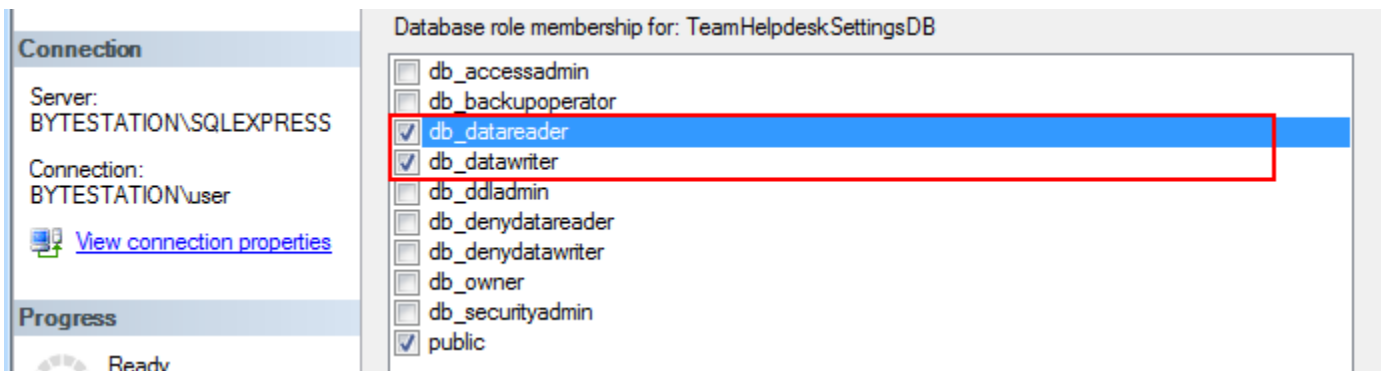 Connection
Server:
BYTESTATION\SQLEXPRESS
Connection:
BYTESTATION\user
View connection properties
Progress
Ready
Database role membership for: TeamHelpdeskSettingsDB
db_accessadmin
db_backupoperator
db_datareader
db_datawriter
db_ddladmin
db_denydatareader
db_denydatawriter
db_owner
db_securityadmin
public